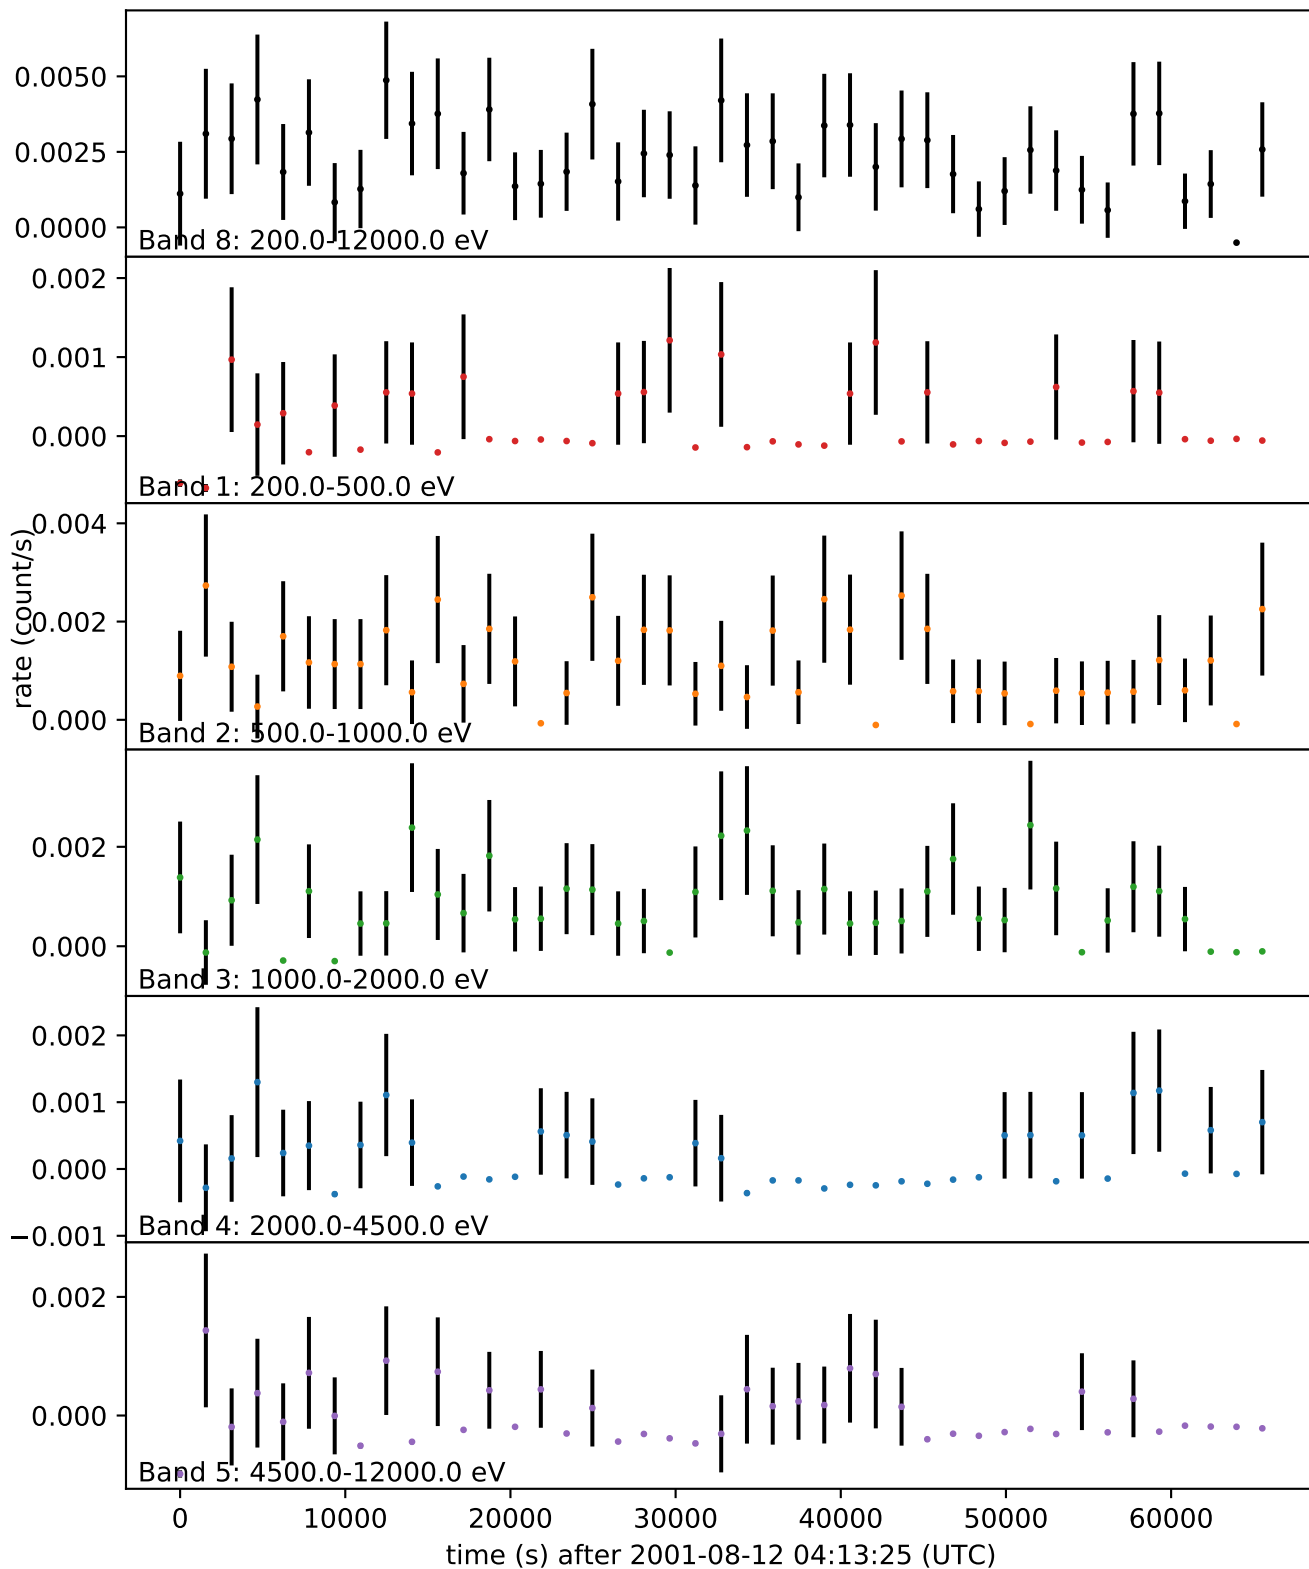 0.0050
0.0025
0.0000
Band 8: 200.0-12000.0 eV
0.002
0.001
0.000
Band 1: 200.0-500.0 eV
rate (count/s)
0.004
0.002
0.000
Band 2: 500.0-1000.0 eV
0.002
0.000
Band 3: 1000.0-2000.0 eV
0.002
0.001
0.000
−0.001
Band 4: 2000.0-4500.0 eV
0.002
0.000
Band 5: 4500.0-12000.0 eV
0 10000 20000 30000 40000 50000 60000
time (s) after 2001-08-12 04:13:25 (UTC)